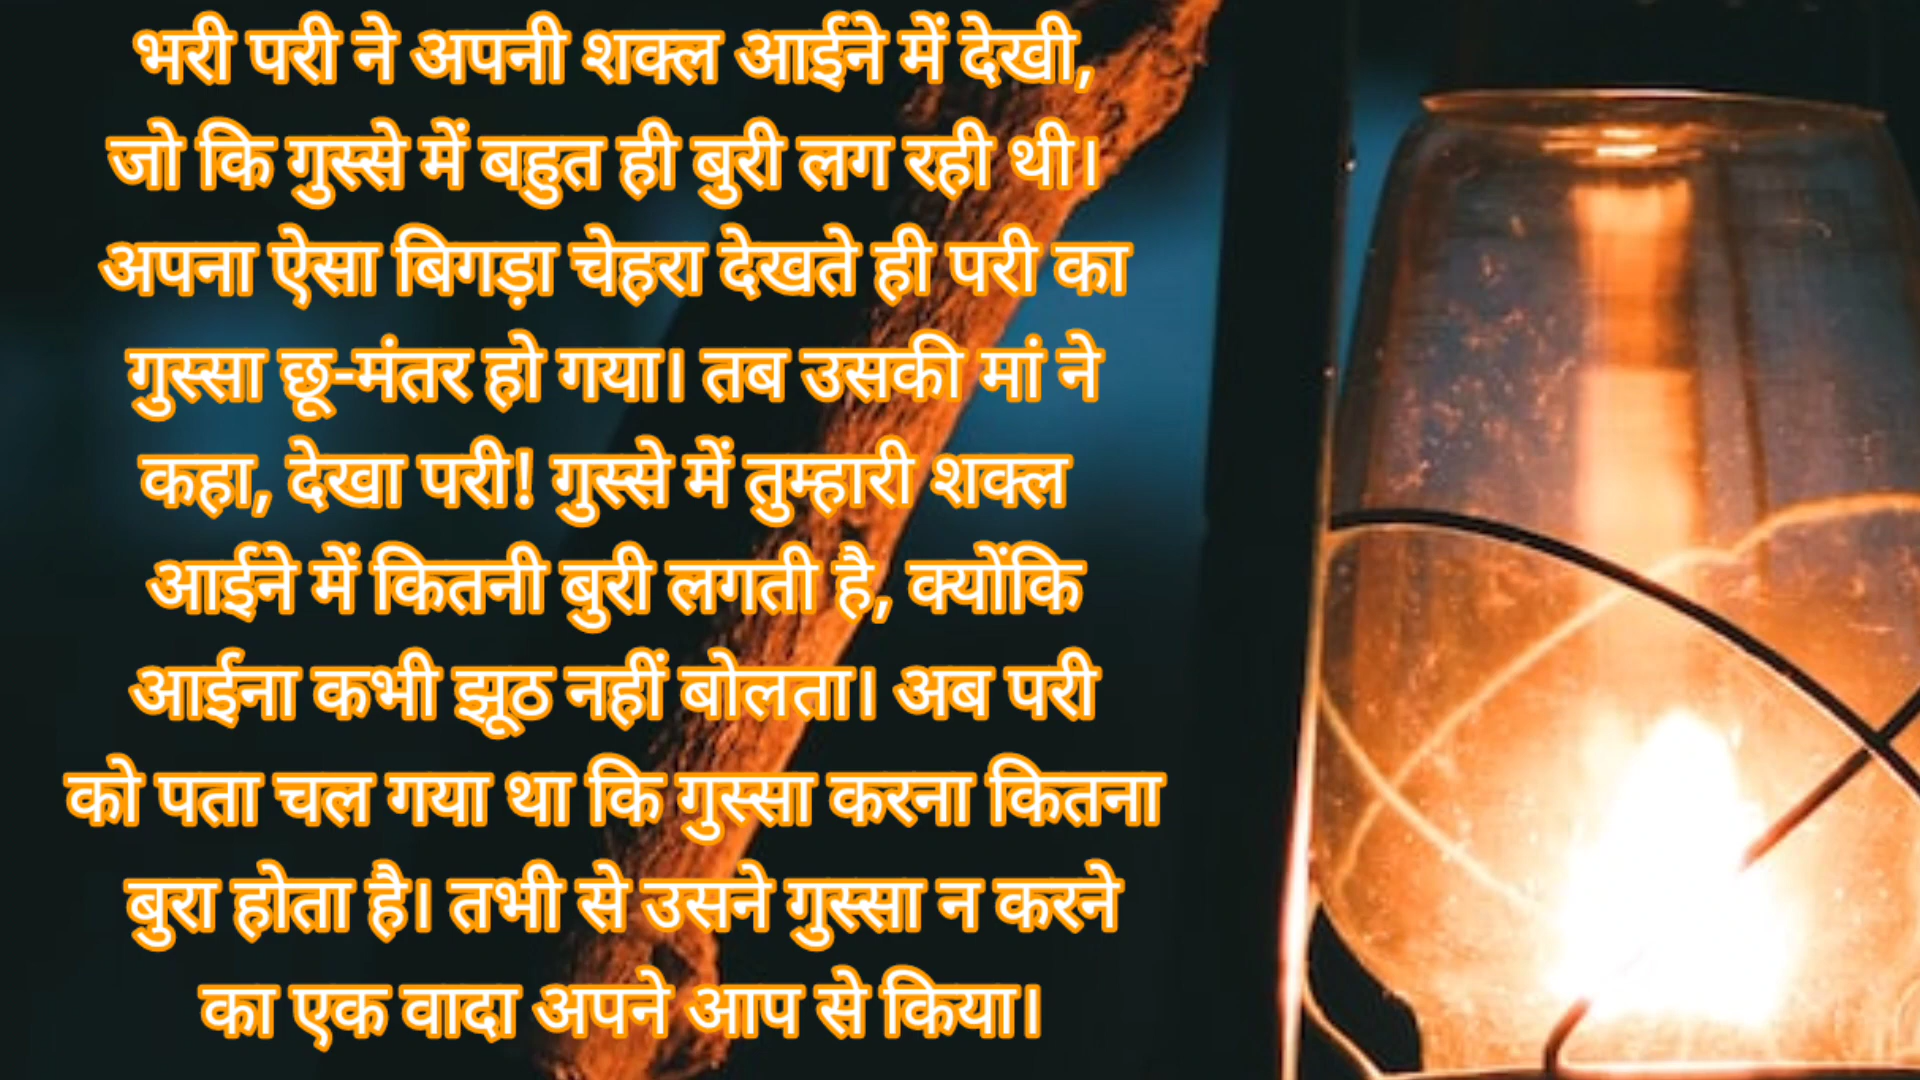 भरी परी ने अपनी शक्ल आईने में देखी,
जो कि गुस्से में बहुत ही बुरी लग रही थी।
अपना ऐसा बिगड़ा चेहरा देखते ही परी का
गुस्सा छू-मंतर हो गया। तब उसकी मां ने
कहा, देखा परी! गुस्से में तुम्हारी शक्ल
आईने में कितनी बुरी लगती है, क्योंकि
आईना कभी झूठ नहीं बोलता। अब परी
को पता चल गया था कि गुस्सा करना कितना
बुरा होता है। तभी से उसने गुस्सा न करने
का एक वादा अपने आप से किया।